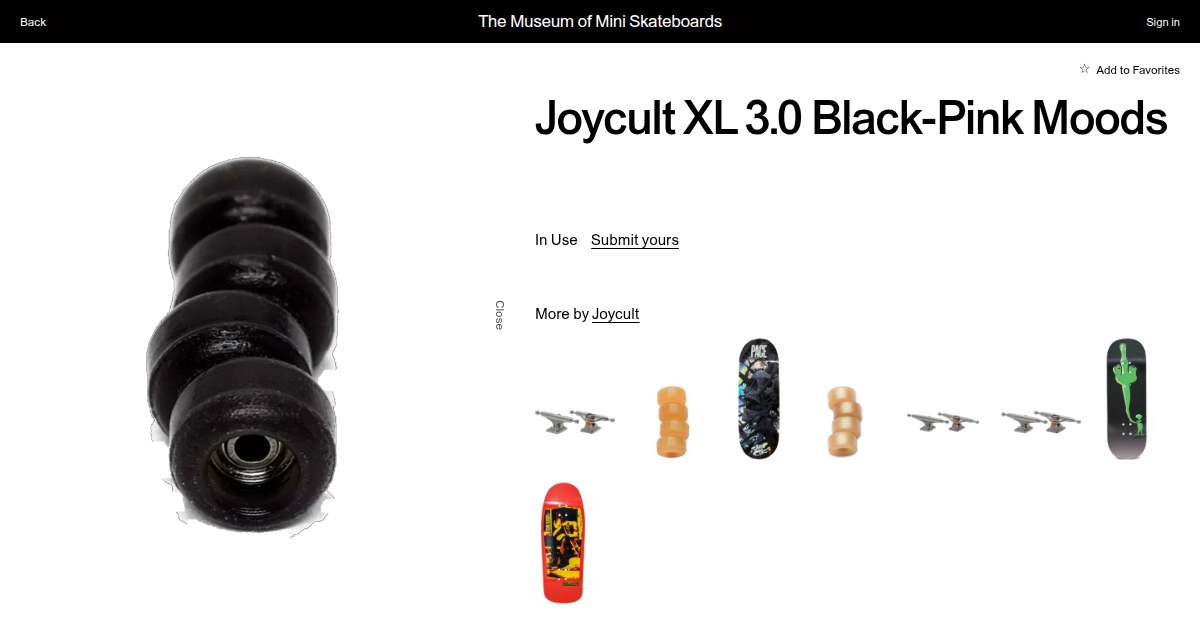 Back
The Museum of Mini Skateboards
Sign in
☆ Add to Favorites
Joycult XL 3.0 Black-Pink Moods
In Use Submit yours
Close
More by Joycult
PACE